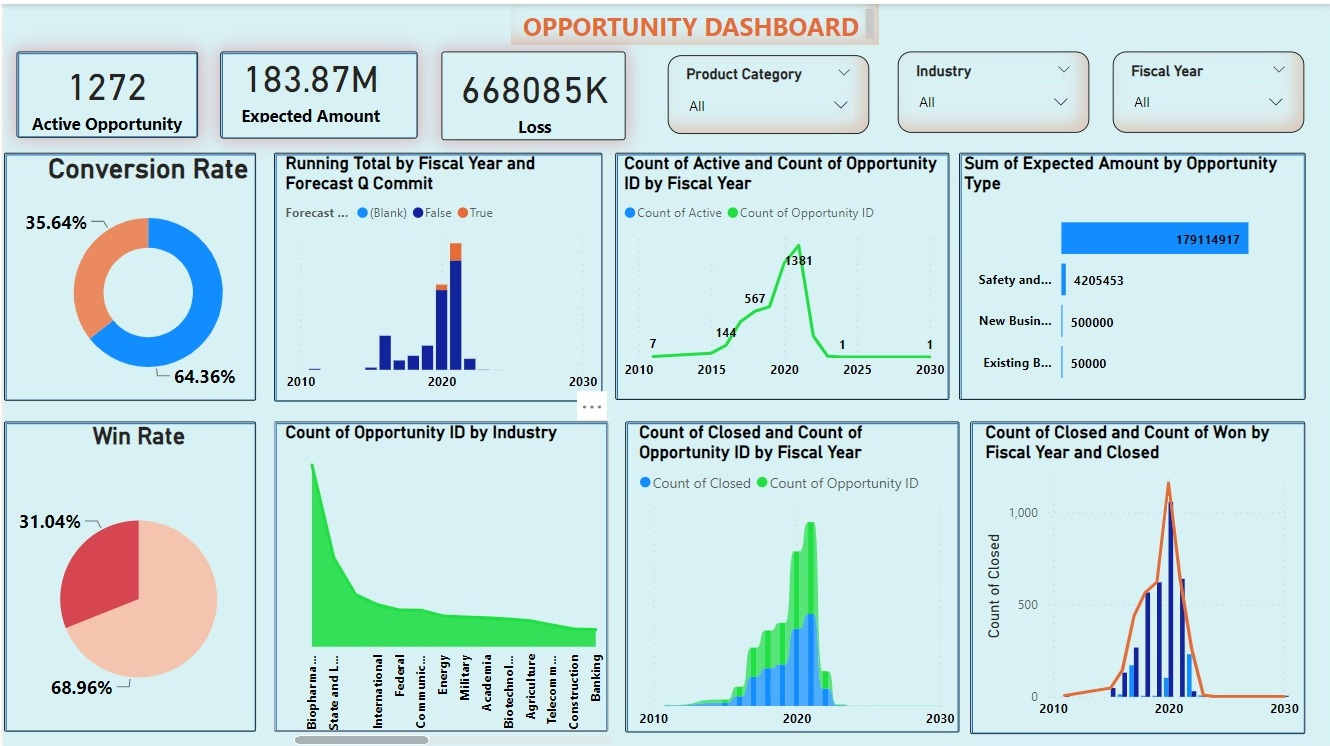 OPPORTUNITY DASHBOARD
1272
Active Opportunity
183.87M
Expected Amount
668085K
Loss
Product Category
All
Industry
All
Fiscal Year
All
Conversion Rate
35.64%
64.36%
Running Total by Fiscal Year and
Forecast Q Commit
Forecast ... (Blank) False True
2010 2020 2030
Count of Active and Count of Opportunity
ID by Fiscal Year
Count of Active Count of Opportunity ID
1381
567
144
7
1
1
2010 2015 2020 2025 2030
Sum of Expected Amount by Opportunity
Type
179114917
Safety and... 4205453
New Busin... 500000
Existing B... 50000
...
Win Rate
31.04%
68.96%
Count of Opportunity ID by Industry
Biopharma...
State and L...
International
Federal
Communic...
Energy
Military
Academia
Biotechnol...
Agriculture
Telecomm...
Construction
Banking
Count of Closed and Count of
Opportunity ID by Fiscal Year
Count of Closed Count of Opportunity ID
2010 2020 2030
Count of Closed and Count of Won by
Fiscal Year and Closed
Count of Closed
1,000
500
0
2010 2020 2030